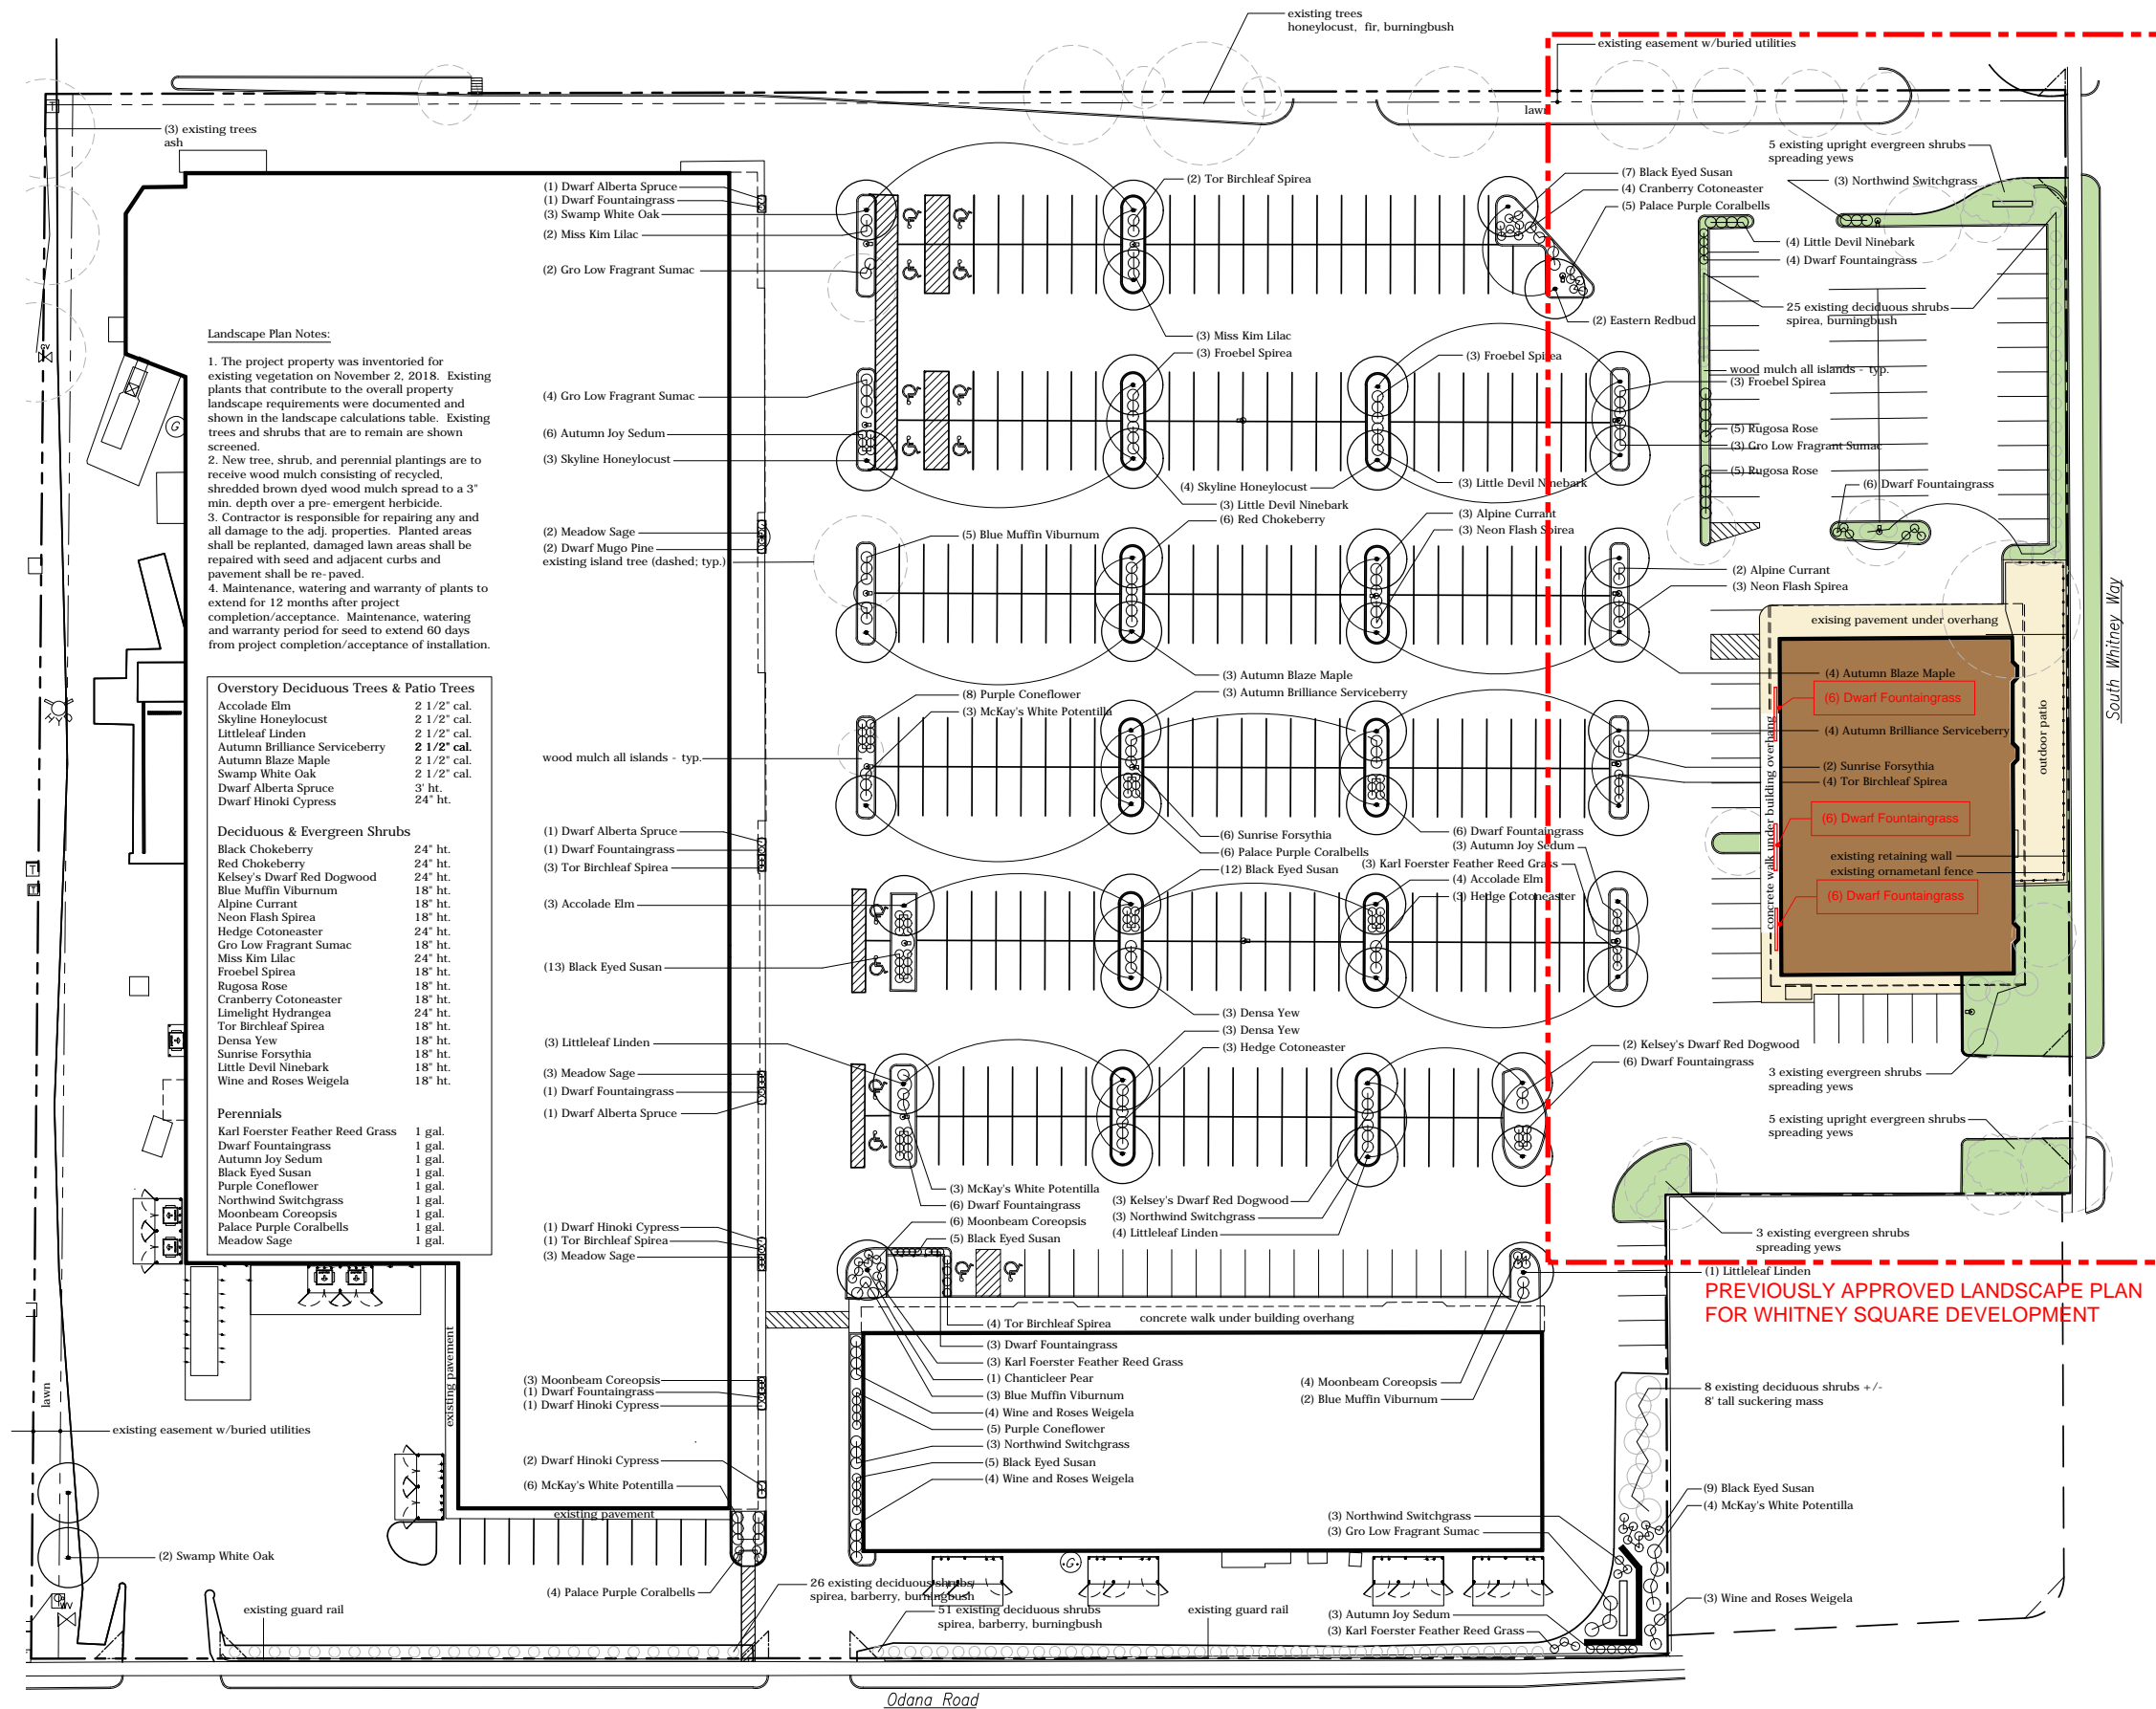 existing trees
honeylocust, fir, burningbush
existing easement w/buried utilities
lawn
(3) existing trees
ash
5 existing upright evergreen shrubs
spreading yews
(3) Northwind Switchgrass
(7) Black Eyed Susan
(4) Cranberry Cotoneaster
(5) Palace Purple Coralbells
(2) Tor Birchleaf Spirea
(1) Dwarf Alberta Spruce
(1) Dwarf Fountaingrass
(3) Swamp White Oak
(2) Miss Kim Lilac
(2) Gro Low Fragrant Sumac
(4) Little Devil Ninebark
(4) Dwarf Fountaingrass
25 existing deciduous shrubs
spirea, burningbush
(2) Eastern Redbud
(3) Miss Kim Lilac
(3) Froebel Spirea
(3) Froebel Spirea
wood mulch all islands - typ.
(3) Froebel Spirea
Landscape Plan Notes:
1. The project property was inventoried for
existing vegetation on November 2, 2018. Existing
plants that contribute to the overall property
landscape requirements were documented and
shown in the landscape calculations table. Existing
trees and shrubs that are to remain are shown
screened.
2. New tree, shrub, and perennial plantings are to
receive wood mulch consisting of recycled,
shredded brown dyed wood mulch spread to a 3"
min. depth over a pre-emergent herbicide.
3. Contractor is responsible for repairing any and
all damage to the adj. properties. Planted areas
shall be replanted, damaged lawn areas shall be
repaired with seed and adjacent curbs and
pavement shall be re-paved.
4. Maintenance, watering and warranty of plants to
extend for 12 months after project
completion/acceptance. Maintenance, watering
and warranty period for seed to extend 60 days
from project completion/acceptance of installation.
(4) Gro Low Fragrant Sumac
(6) Autumn Joy Sedum
(3) Skyline Honeylocust
(5) Rugosa Rose
(3) Gro Low Fragrant Sumac
(5) Rugosa Rose
(6) Dwarf Fountaingrass
(4) Skyline Honeylocust
(3) Little Devil Ninebark
(3) Little Devil Ninebark
(6) Red Chokeberry
(3) Alpine Currant
(3) Neon Flash Spirea
(2) Meadow Sage
(2) Dwarf Mugo Pine
existing island tree (dashed; typ.)
(5) Blue Muffin Viburnum
(2) Alpine Currant
(3) Neon Flash Spirea
exising pavement under overhang
South Whitney Way
(3) Autumn Blaze Maple
(3) Autumn Brilliance Serviceberry
(8) Purple Coneflower
(3) McKay's White Potentilla
(4) Autumn Blaze Maple
(6) Dwarf Fountaingrass
(4) Autumn Brilliance Serviceberry
outdoor patio
concrete walk under building overhang
(2) Sunrise Forsythia
(4) Tor Birchleaf Spirea
(6) Dwarf Fountaingrass
existing retaining wall
existing ornametanl fence
(6) Dwarf Fountaingrass
wood mulch all islands - typ.
Overstory Deciduous Trees & Patio Trees
Accolade Elm 2 1/2" cal.
Skyline Honeylocust 2 1/2" cal.
Littleleaf Linden 2 1/2" cal.
Autumn Brilliance Serviceberry 2 1/2" cal.
Autumn Blaze Maple 2 1/2" cal.
Swamp White Oak 2 1/2" cal.
Dwarf Alberta Spruce 3' ht.
Dwarf Hinoki Cypress 24" ht.
Deciduous & Evergreen Shrubs
Black Chokeberry 24" ht.
Red Chokeberry 24" ht.
Kelsey's Dwarf Red Dogwood 24" ht.
Blue Muffin Viburnum 18" ht.
Alpine Currant 18" ht.
Neon Flash Spirea 18" ht.
Hedge Cotoneaster 24" ht.
Gro Low Fragrant Sumac 18" ht.
Miss Kim Lilac 24" ht.
Froebel Spirea 18" ht.
Rugosa Rose 18" ht.
Cranberry Cotoneaster 18" ht.
Limelight Hydrangea 24" ht.
Tor Birchleaf Spirea 18" ht.
Densa Yew 18" ht.
Sunrise Forsythia 18" ht.
Little Devil Ninebark 18" ht.
Wine and Roses Weigela 18" ht.
Perennials
Karl Foerster Feather Reed Grass 1 gal.
Dwarf Fountaingrass 1 gal.
Autumn Joy Sedum 1 gal.
Black Eyed Susan 1 gal.
Purple Coneflower 1 gal.
Northwind Switchgrass 1 gal.
Moonbeam Coreopsis 1 gal.
Palace Purple Coralbells 1 gal.
Meadow Sage 1 gal.
(1) Dwarf Alberta Spruce
(1) Dwarf Fountaingrass
(3) Tor Birchleaf Spirea
(3) Accolade Elm
(13) Black Eyed Susan
(6) Sunrise Forsythia
(6) Palace Purple Coralbells
(12) Black Eyed Susan
(6) Dwarf Fountaingrass
(3) Autumn Joy Sedum
(3) Karl Foerster Feather Reed Grass
(4) Accolade Elm
(3) Hedge Cotoneaster
(3) Densa Yew
(3) Densa Yew
(3) Hedge Cotoneaster
(3) Littleleaf Linden
(3) Meadow Sage
(1) Dwarf Fountaingrass
(1) Dwarf Alberta Spruce
(2) Kelsey's Dwarf Red Dogwood
(6) Dwarf Fountaingrass
3 existing evergreen shrubs
spreading yews
5 existing upright evergreen shrubs
spreading yews
(3) McKay's White Potentilla
(6) Dwarf Fountaingrass
(6) Moonbeam Coreopsis
(5) Black Eyed Susan
(3) Kelsey's Dwarf Red Dogwood
(3) Northwind Switchgrass
(4) Littleleaf Linden
(1) Dwarf Hinoki Cypress
(1) Tor Birchleaf Spirea
(3) Meadow Sage
3 existing evergreen shrubs
spreading yews
(1) Littleleaf Linden
PREVIOUSLY APPROVED LANDSCAPE PLAN
FOR WHITNEY SQUARE DEVELOPMENT
(4) Tor Birchleaf Spirea
concrete walk under building overhang
(3) Dwarf Fountaingrass
(3) Karl Foerster Feather Reed Grass
(1) Chanticleer Pear
(3) Blue Muffin Viburnum
(4) Wine and Roses Weigela
(5) Purple Coneflower
(3) Northwind Switchgrass
(5) Black Eyed Susan
(4) Wine and Roses Weigela
(4) Moonbeam Coreopsis
(2) Blue Muffin Viburnum
existing pavement
(3) Moonbeam Coreopsis
(1) Dwarf Fountaingrass
(1) Dwarf Hinoki Cypress
lawn
existing easement w/buried utilities
8 existing deciduous shrubs +/-
8' tall suckering mass
(2) Dwarf Hinoki Cypress
(6) McKay's White Potentilla
existing pavement
(9) Black Eyed Susan
(4) McKay's White Potentilla
(3) Northwind Switchgrass
(3) Gro Low Fragrant Sumac
(2) Swamp White Oak
(4) Palace Purple Coralbells
26 existing deciduous shrubs
spirea, barberry, burningbush
51 existing deciduous shrubs
spirea, barberry, burningbush
existing guard rail
existing guard rail
(3) Wine and Roses Weigela
(3) Autumn Joy Sedum
(3) Karl Foerster Feather Reed Grass
Odana Road